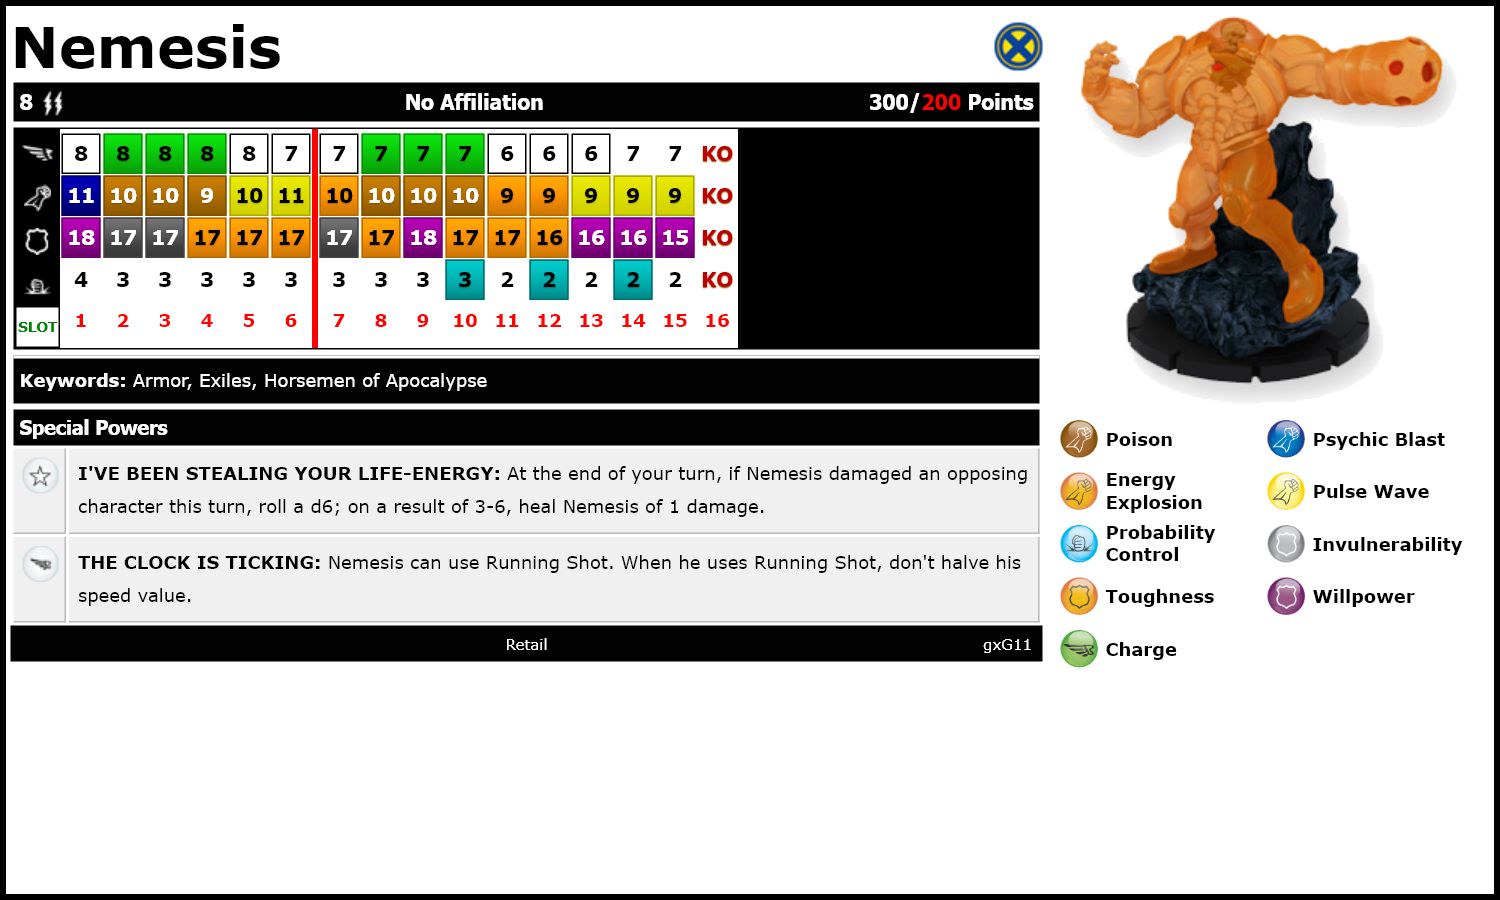 Nemesis
8 No Affiliation 300/200 Points
8 8 8 8 8 7 7 7 7 7 6 6 6 7 7 KO
11 10 10 9 10 11 10 10 10 10 9 9 9 9 9 KO
18 17 17 17 17 17 17 17 18 17 17 16 16 16 15 KO
4 3 3 3 3 3 3 3 3 3 2 2 2 2 2 KO
SLOT 1 2 3 4 5 6 7 8 9 10 11 12 13 14 15 16
Keywords: Armor, Exiles, Horsemen of Apocalypse
Special Powers
I'VE BEEN STEALING YOUR LIFE-ENERGY: At the end of your turn, if Nemesis damaged an opposing
character this turn, roll a d6; on a result of 3-6, heal Nemesis of 1 damage.
THE CLOCK IS TICKING: Nemesis can use Running Shot. When he uses Running Shot, don't halve his
speed value.
Retail gxG11
Poison
Psychic Blast
Energy
Explosion
Pulse Wave
Probability
Control
Invulnerability
Toughness
Willpower
Charge